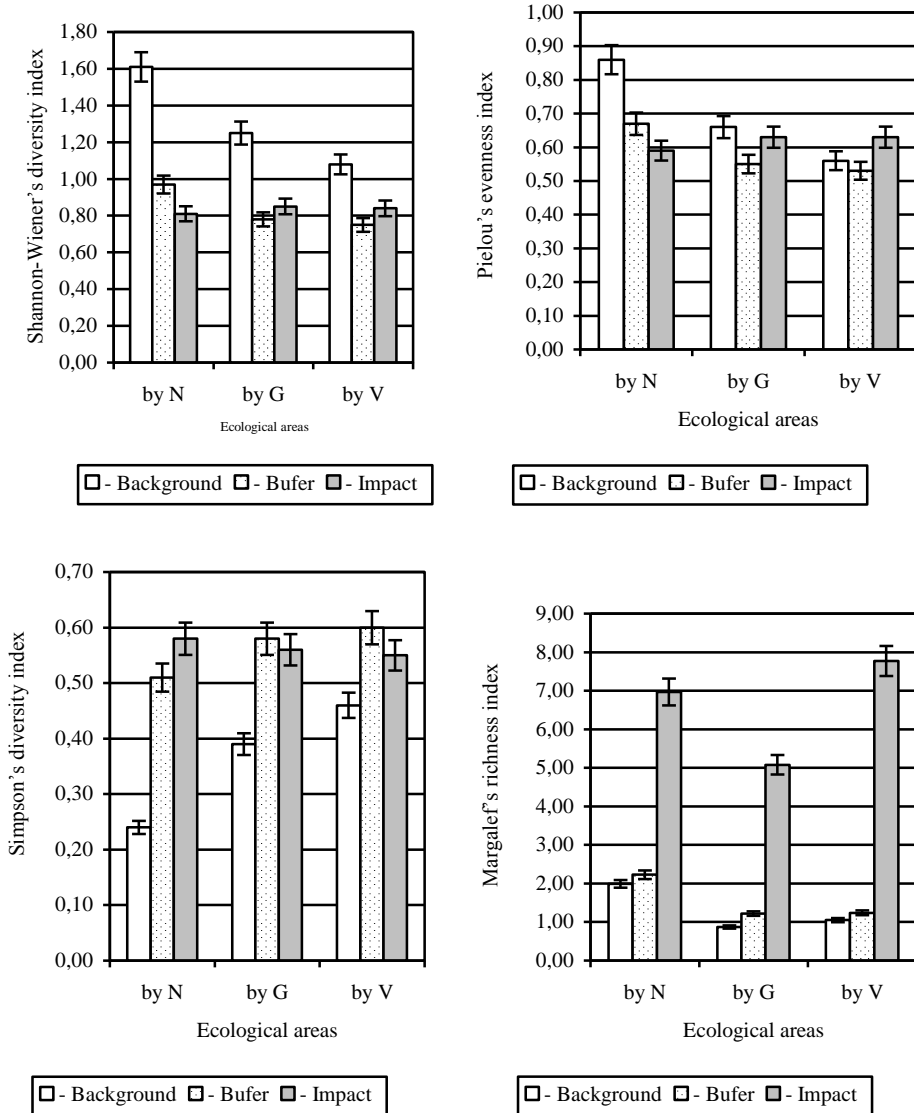 Shannon-Wiener's diversity index
1,80
1,60
1,40
1,20
1,00
0,80
0,60
0,40
0,20
0,00
by N by G by V
Ecological areas
- Background - Bufer - Impact
Pielou's evenness index
1,00
0,90
0,80
0,70
0,60
0,50
0,40
0,30
0,20
0,10
0,00
by N by G by V
Ecological areas
- Background - Bufer - Impact
Simpson's diversity index
0,70
0,60
0,50
0,40
0,30
0,20
0,10
0,00
by N by G by V
Ecological areas
- Background - Bufer - Impact
Margalef's richness index
9,00
8,00
7,00
6,00
5,00
4,00
3,00
2,00
1,00
0,00
by N by G by V
Ecological areas
- Background - Bufer - Impact